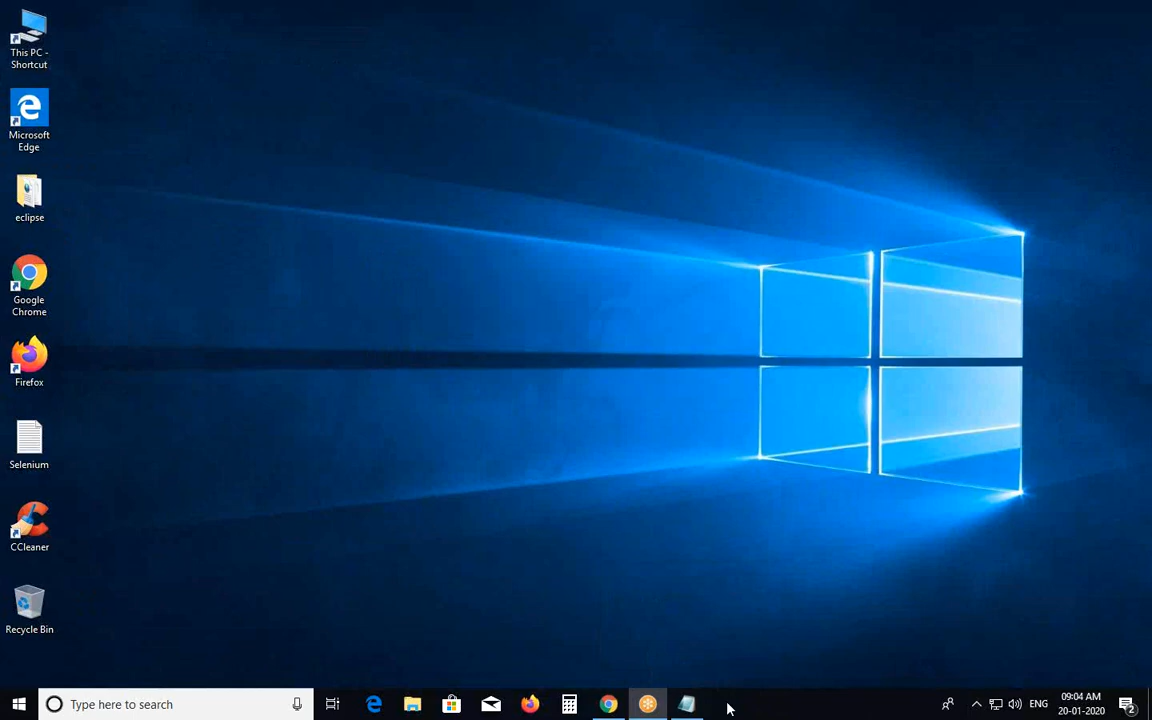 This PC -
Shortcut
Microsoft
Edge
eclipse
Google
Chrome
Firefox
Selenium
CCleaner
Recycle Bin
Type here to search
ENG
09:04 AM
20-01-2020
2